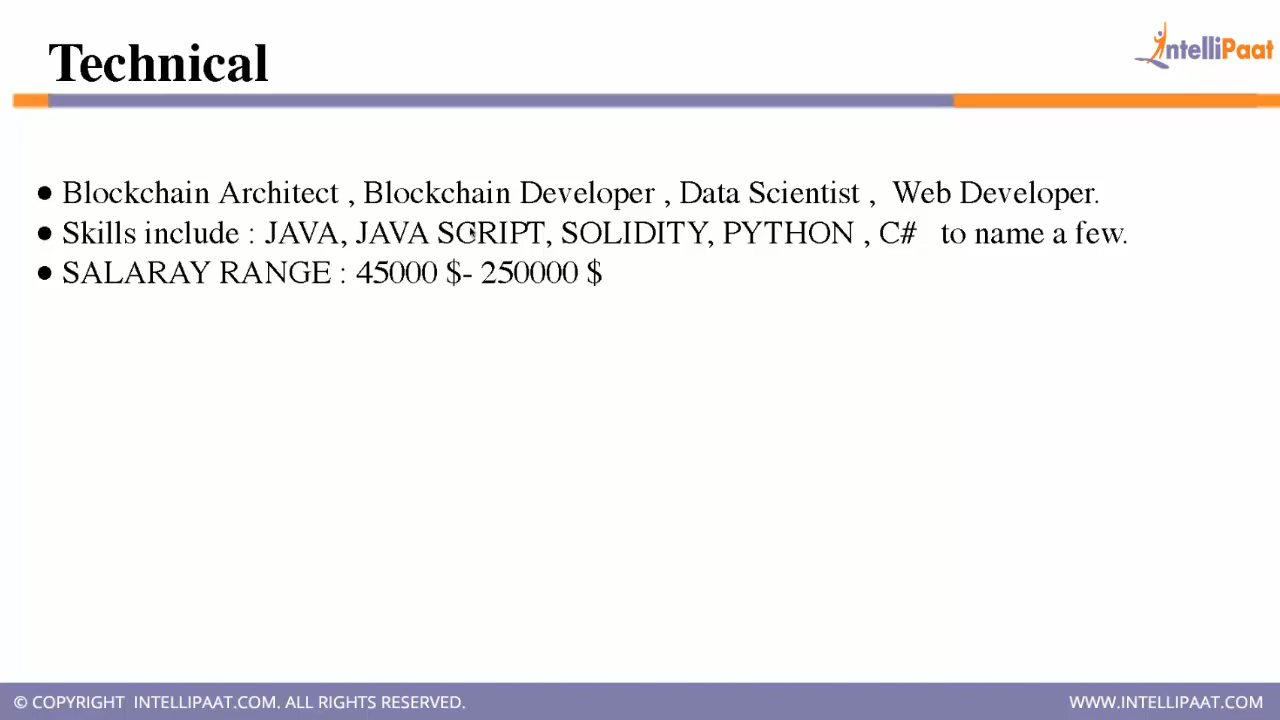 Technical
IntelliPaat
● Blockchain Architect , Blockchain Developer , Data Scientist , Web Developer.
● Skills include : JAVA, JAVA SCRIPT, SOLIDITY, PYTHON , C# to name a few.
● SALARAY RANGE : 45000 $- 250000 $
© COPYRIGHT INTELLIPAAT.COM. ALL RIGHTS RESERVED.
WWW.INTELLIPAAT.COM